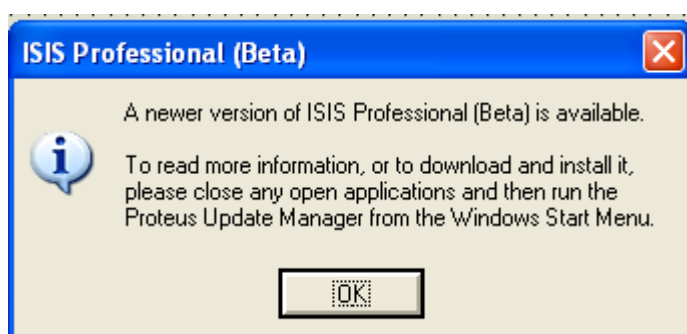 ISIS Professional (Beta)
A newer version of ISIS Professional (Beta) is available.
To read more information, or to download and install it,
please close any open applications and then run the
Proteus Update Manager from the Windows Start Menu.
OK